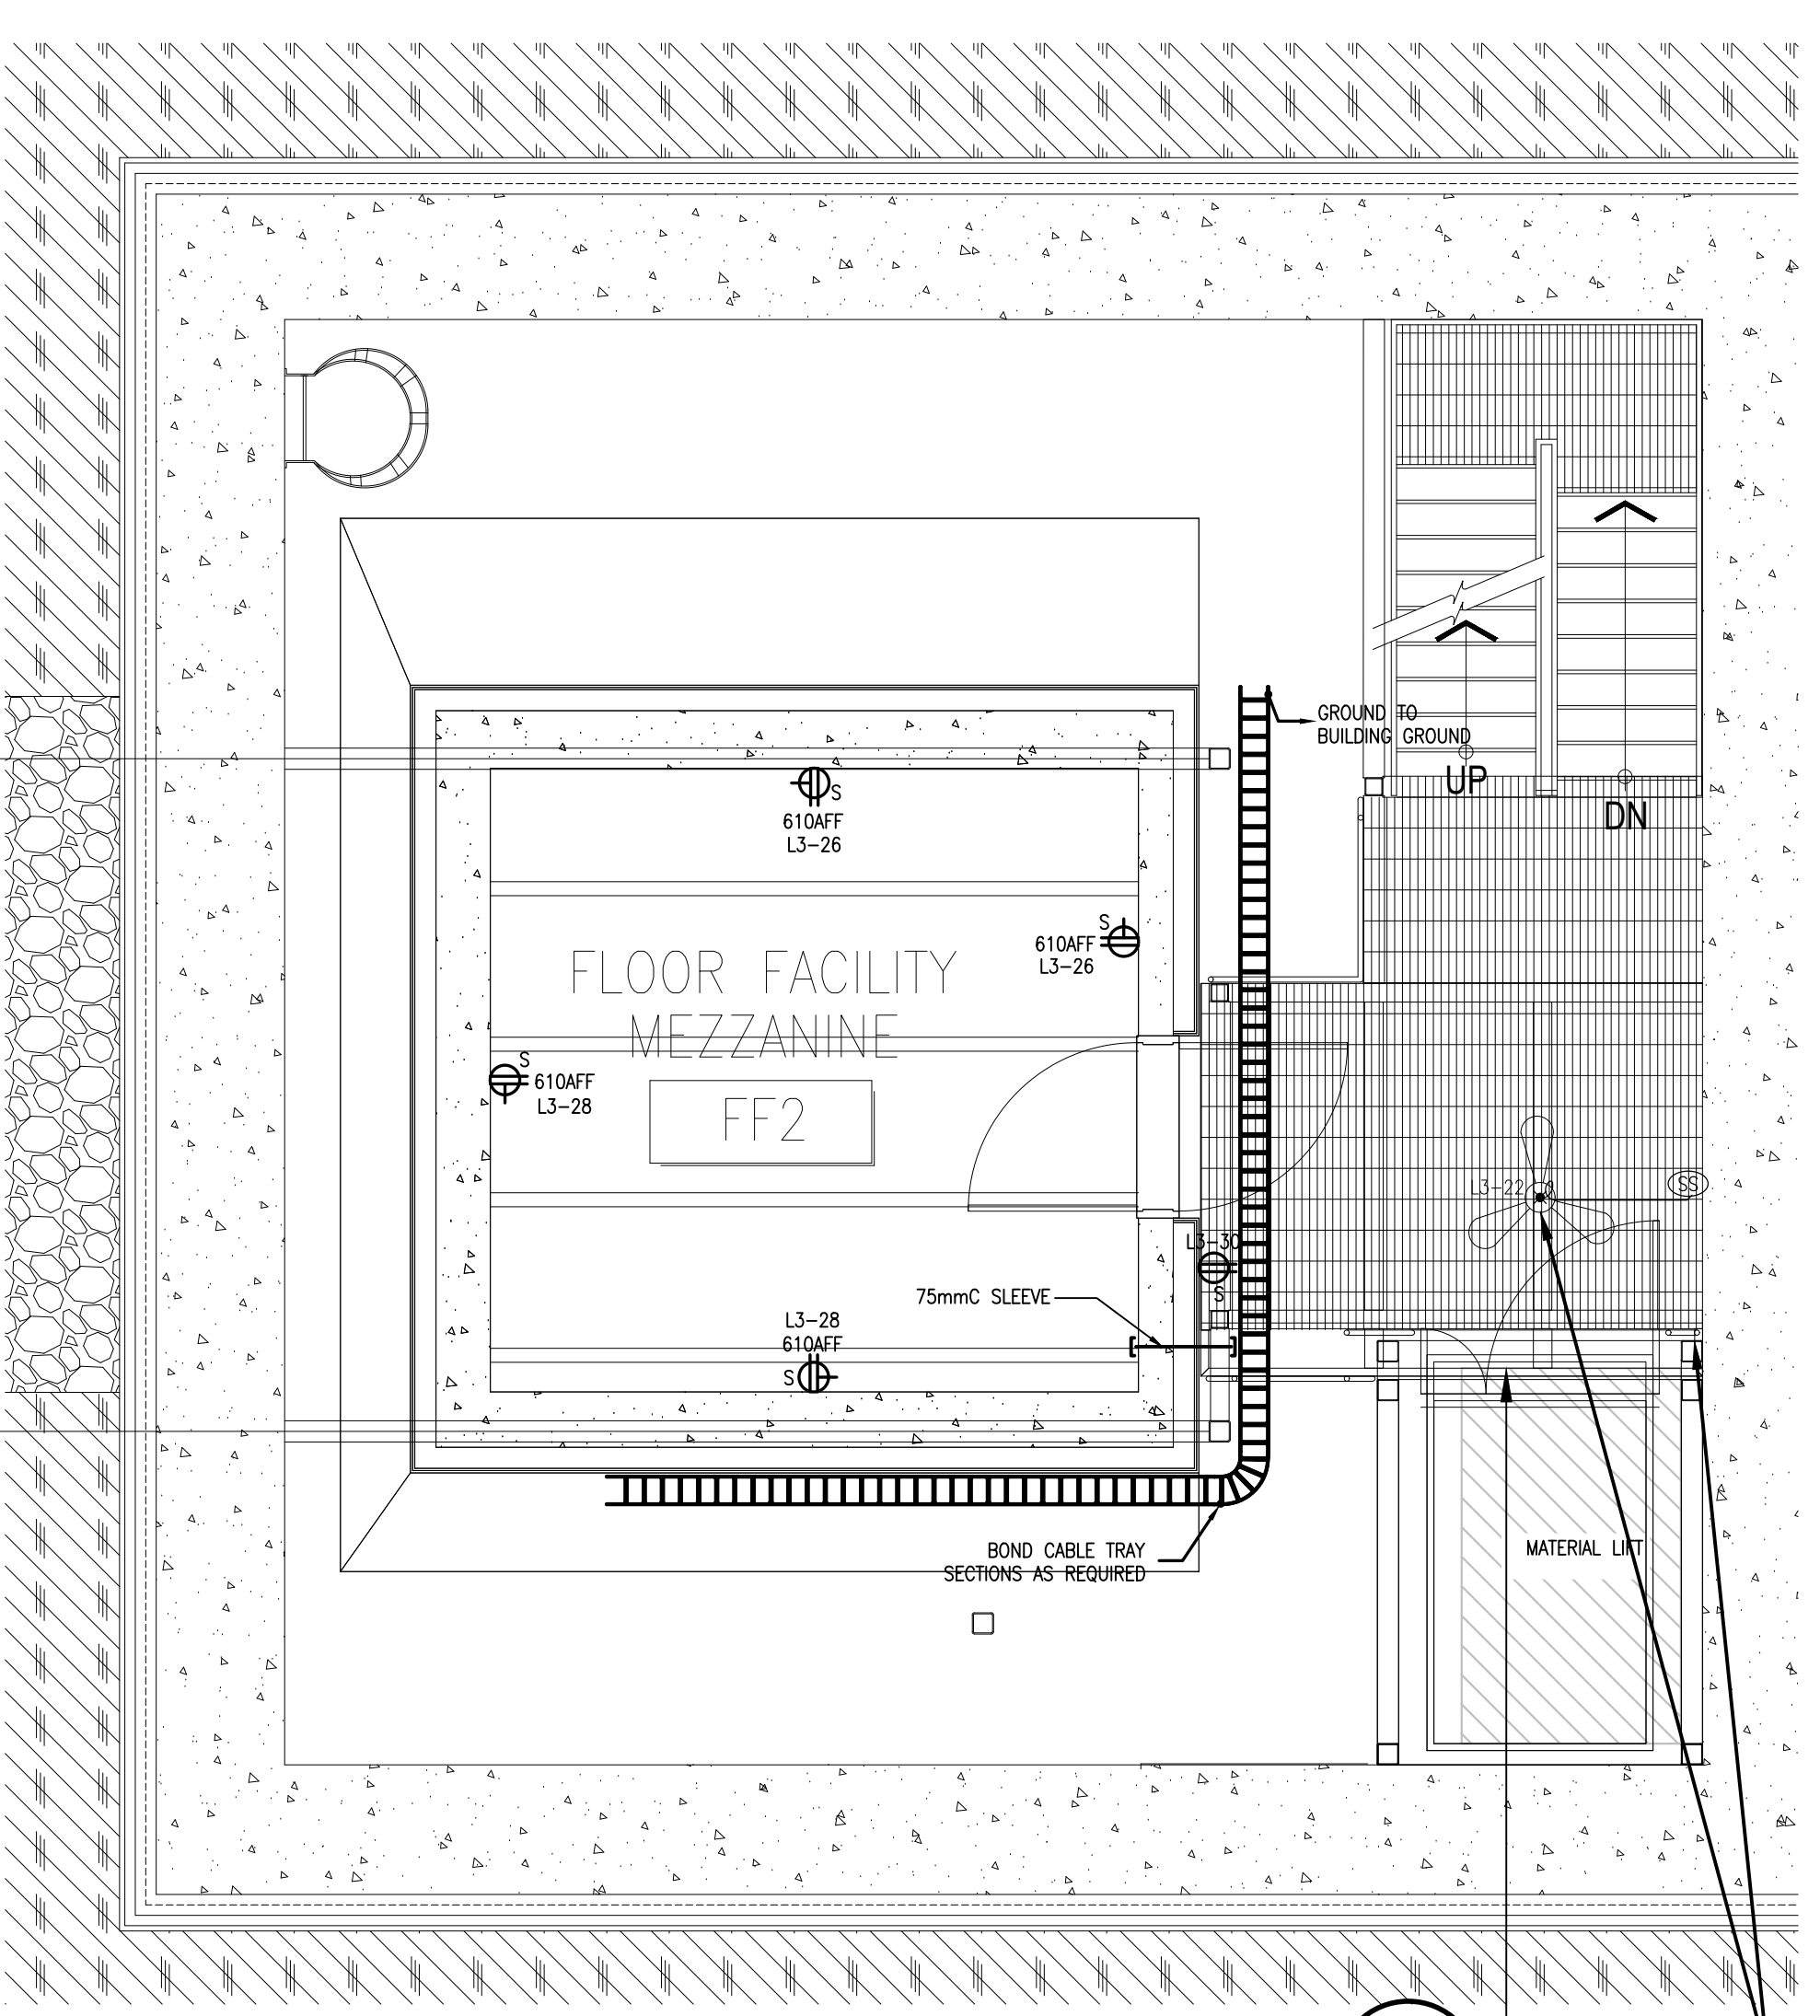 GROUND TO
BUILDING GROUND
UP
DN
S
610AFF
L3-26
S
610AFF
L3-26
FLOOR FACILITY
MEZZANINE
S
610AFF
L3-28
FF2
L3-22
SS
L3-30
S
75mmC SLEEVE
L3-28
610AFF
S
BOND CABLE TRAY
SECTIONS AS REQUIRED
MATERIAL LIFT